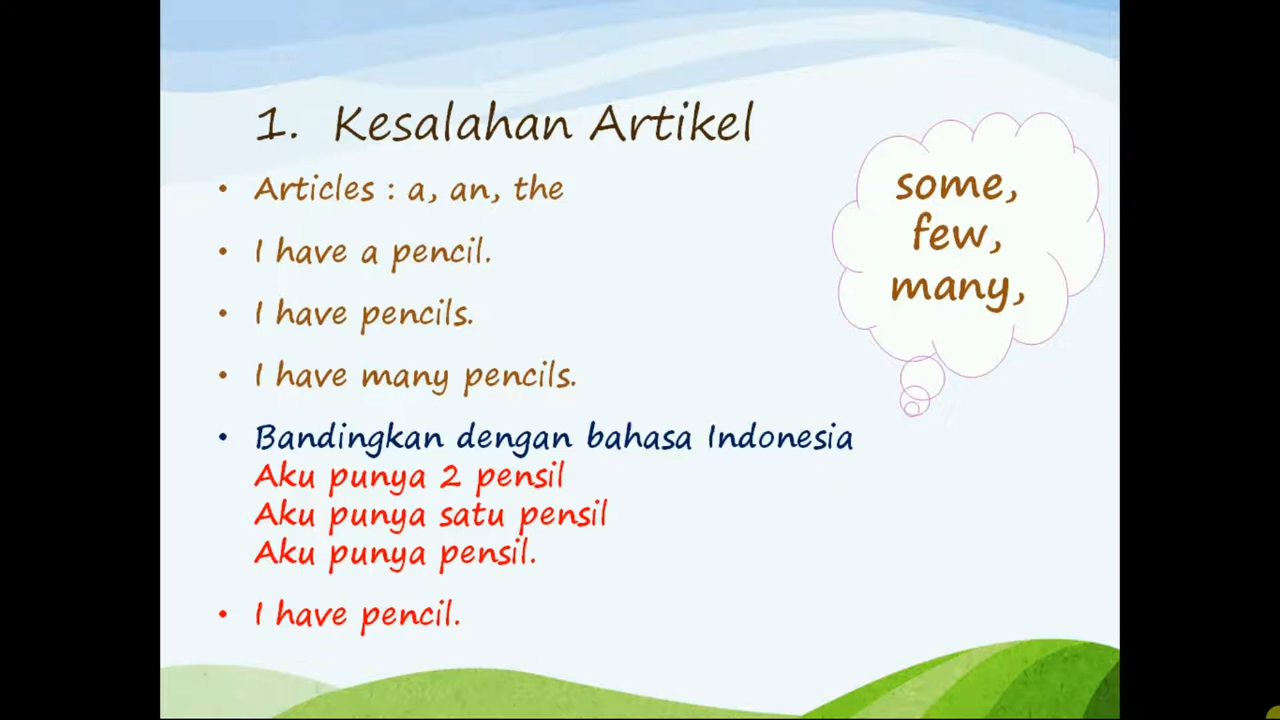 1. Kesalahan Artikel
• Articles : a, an, the
• I have a pencil.
• I have pencils.
• I have many pencils.
• Bandingkan dengan bahasa Indonesia
Aku punya 2 pensil
Aku punya satu pensil
Aku punya pensil.
• I have pencil.
some,
few,
many,